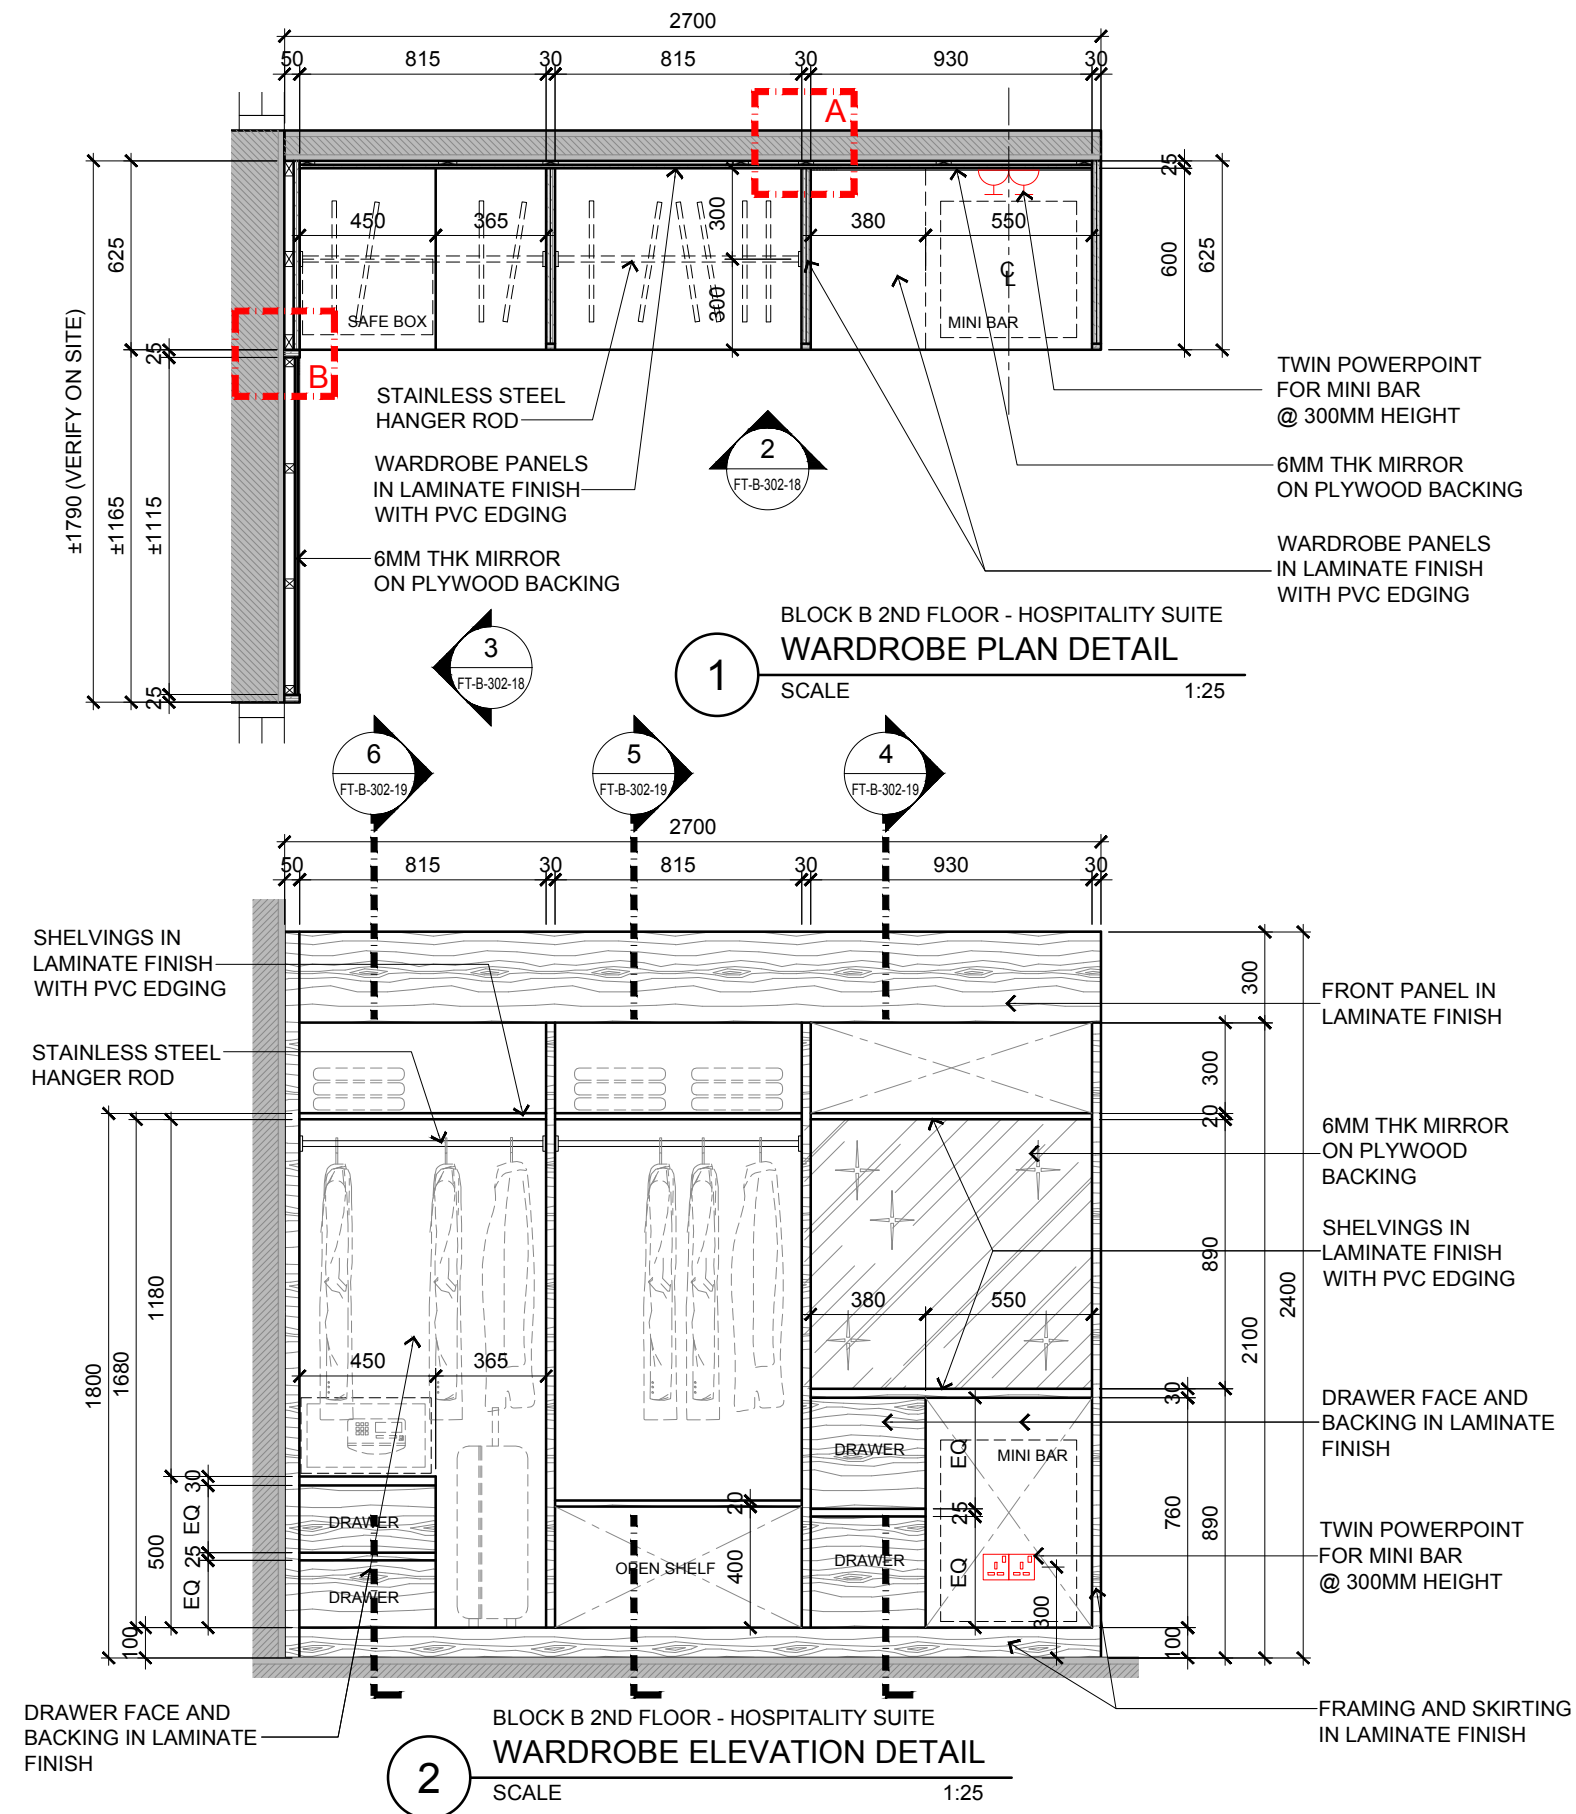 2700
50 815 30 815 30 930 30
A
25
625
600
625
450 365 300 380 550
300
C
L
SAFE BOX
MINI BAR
B
±1790 (VERIFY ON SITE)
25
±1165
±1115
25
STAINLESS STEEL
HANGER ROD
WARDROBE PANELS
IN LAMINATE FINISH
WITH PVC EDGING
6MM THK MIRROR
ON PLYWOOD BACKING
2
FT-B-302-18
3
FT-B-302-18
TWIN POWERPOINT
FOR MINI BAR
@ 300MM HEIGHT
6MM THK MIRROR
ON PLYWOOD BACKING
WARDROBE PANELS
IN LAMINATE FINISH
WITH PVC EDGING
1
BLOCK B 2ND FLOOR - HOSPITALITY SUITE
WARDROBE PLAN DETAIL
SCALE 1:25
6
FT-B-302-19
5
FT-B-302-19
4
FT-B-302-19
2700
50 815 30 815 30 930 30
SHELVINGS IN
LAMINATE FINISH
WITH PVC EDGING
STAINLESS STEEL
HANGER ROD
300
300
20
890
2100
2400
FRONT PANEL IN
LAMINATE FINISH
6MM THK MIRROR
ON PLYWOOD
BACKING
SHELVINGS IN
LAMINATE FINISH
WITH PVC EDGING
1800
1680
1180
380 550
450 365
30
DRAWER FACE AND
BACKING IN LAMINATE
FINISH
DRAWER
EQ
MINI BAR
30
EQ
25
EQ
500
100
DRAWER
DRAWER
20
OPEN SHELF
400
25
DRAWER
EQ
300
760
890
100
TWIN POWERPOINT
FOR MINI BAR
@ 300MM HEIGHT
DRAWER FACE AND
BACKING IN LAMINATE
FINISH
FRAMING AND SKIRTING
IN LAMINATE FINISH
2
BLOCK B 2ND FLOOR - HOSPITALITY SUITE
WARDROBE ELEVATION DETAIL
SCALE 1:25